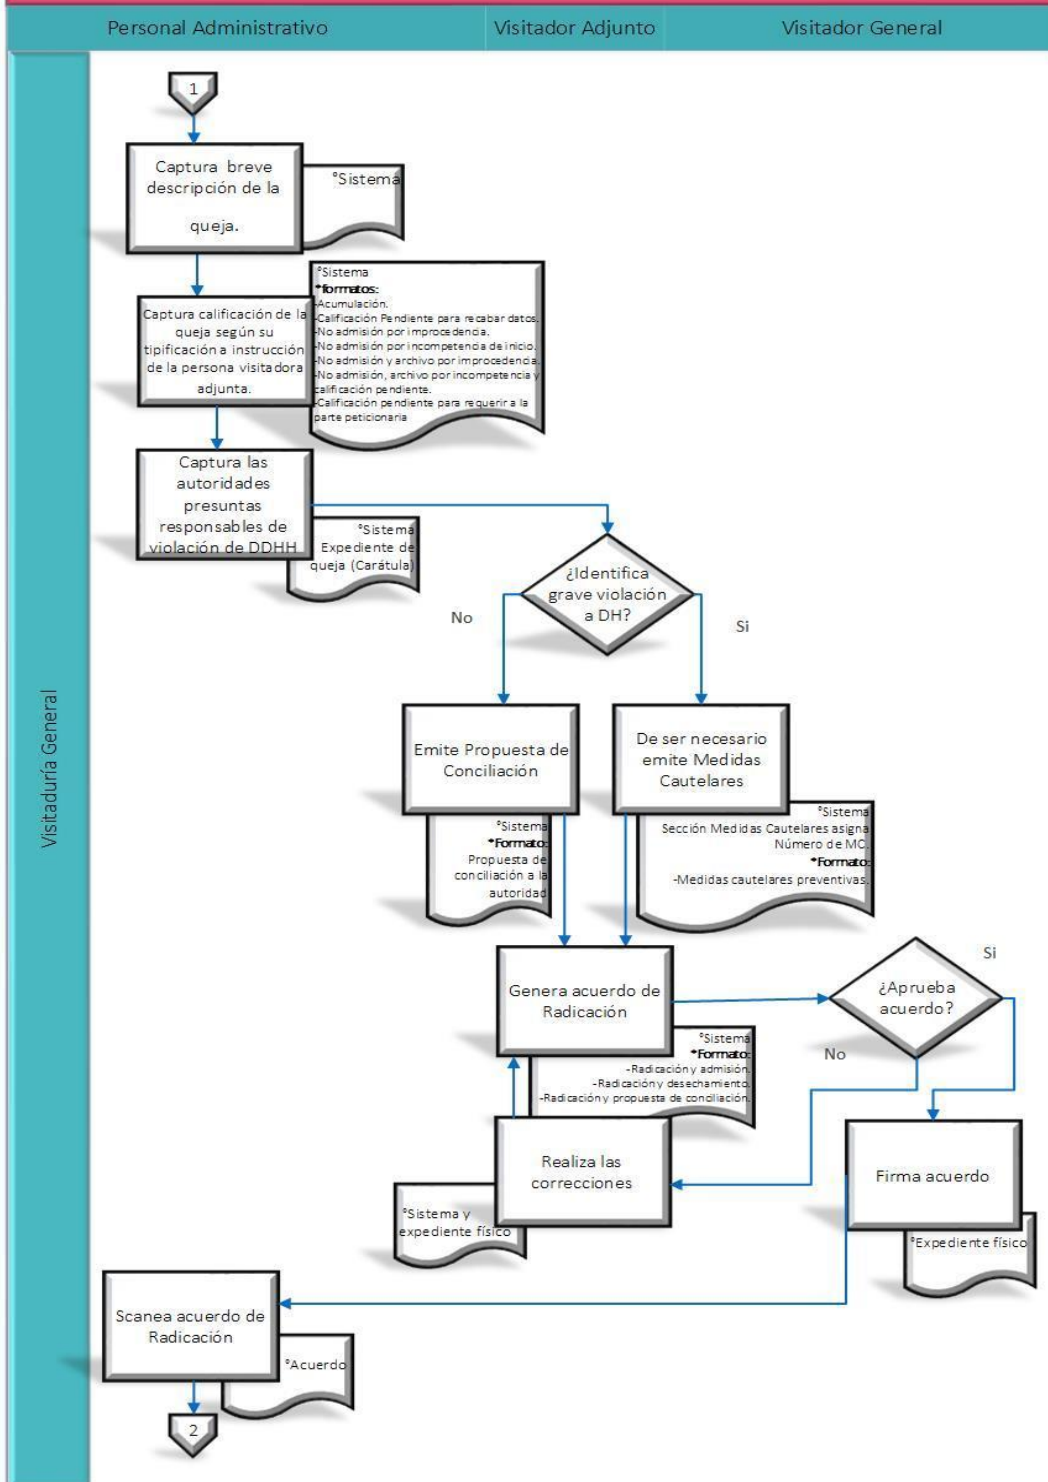 Personal Administrativo
Visitador Adjunto
Visitador General
Visitaduría General
1
Captura breve
descripción de la
queja.
°Sistema
Captura calificación de la
queja según su
tipificación a instrucción
de la persona visitadora
adjunta.
°Sistema
*formatos:
-Acumulación.
-Calificación Pendiente para recabar datos.
-No admisión por improcedencia.
-No admisión por incompetencia de inicio.
-No admisión y archivo por improcedencia.
-No admisión, archivo por incompetencia y
calificación pendiente.
-Calificación pendiente para requerir a la
parte peticionaria
Captura las
autoridades
presuntas
responsables de
violación de DDHH
°Sistema
Expediente de
queja (Carátula)
¿Identifica
grave violación
a DH?
No
Si
Emite Propuesta de
Conciliación
°Sistema
*Formato:
Propuesta de
conciliación a la
autoridad
De ser necesario
emite Medidas
Cautelares
°Sistema
Sección Medidas Cautelares asigna
Número de MC.
*Formato:
-Medidas cautelares preventivas.
Genera acuerdo de
Radicación
°Sistema
*Formato:
-Radicación y admisión.
-Radicación y desechamiento.
-Radicación y propuesta de conciliación.
¿Aprueba
acuerdo?
Si
No
Realiza las
correcciones
°Sistema y
expediente físico
Firma acuerdo
°Expediente físico
Scanea acuerdo de
Radicación
°Acuerdo
2